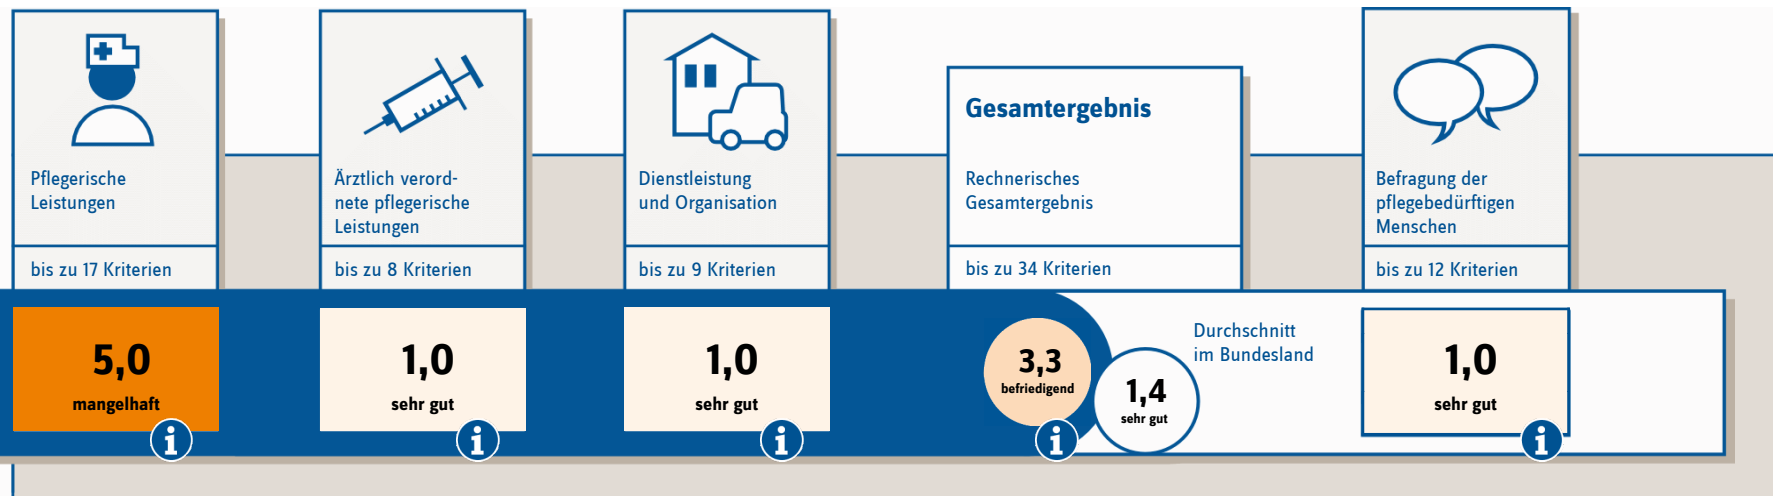 Pflegerische
Leistungen
bis zu 17 Kriterien
5,0
mangelhaft
i
Ärztlich verord-
nete pflegerische
Leistungen
bis zu 8 Kriterien
1,0
sehr gut
i
Dienstleistung
und Organisation
bis zu 9 Kriterien
1,0
sehr gut
i
Gesamtergebnis
Rechnerisches
Gesamtergebnis
bis zu 34 Kriterien
3,3
befriedigend
i
Durchschnitt
im Bundesland
1,4
sehr gut
Befragung der
pflegebedürftigen
Menschen
bis zu 12 Kriterien
1,0
sehr gut
i